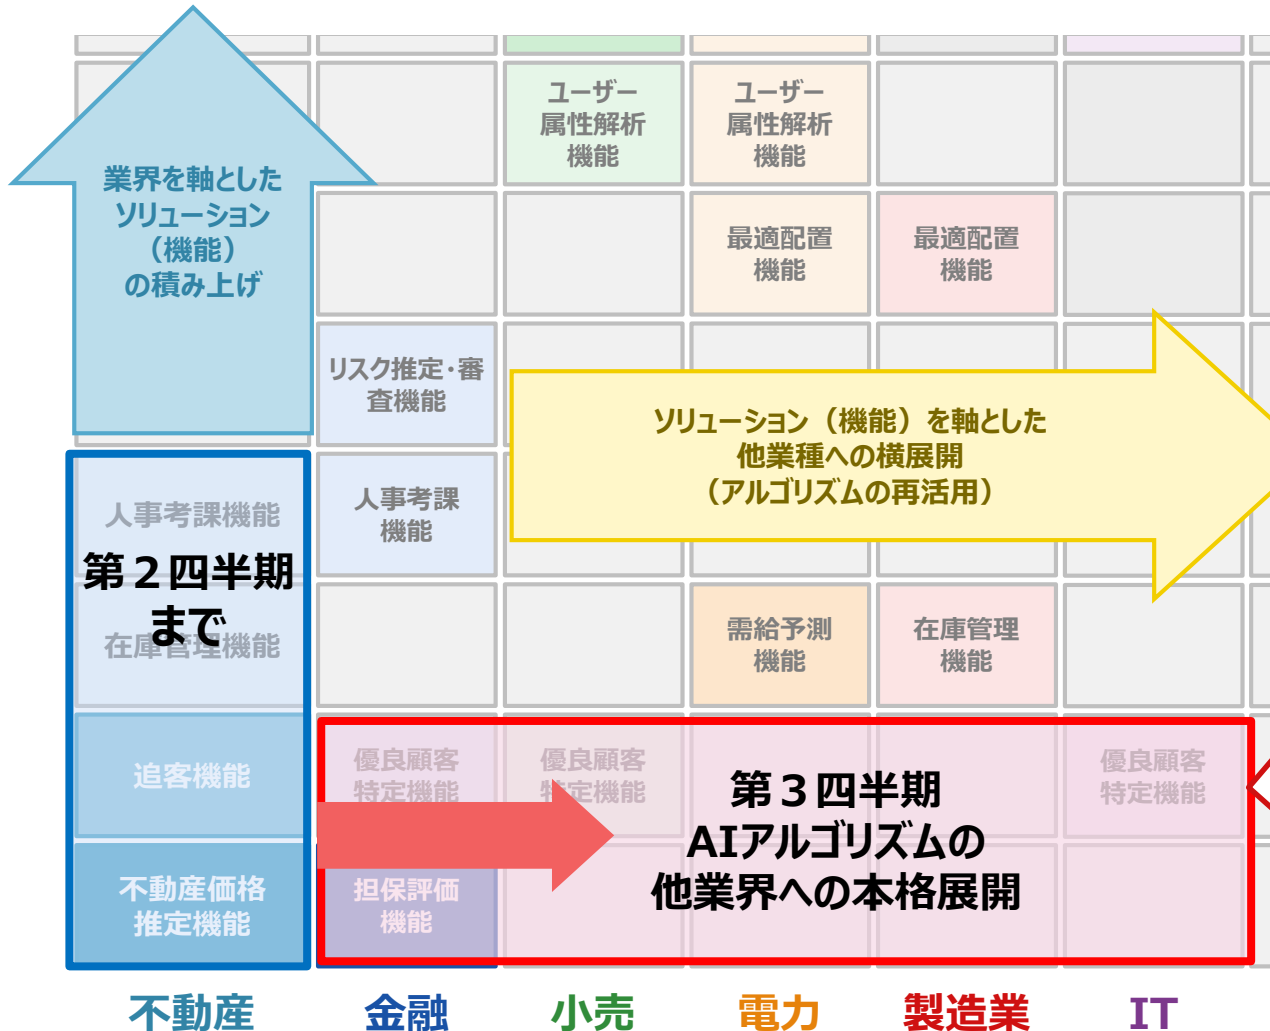 業界を軸とした
ソリューション
（機能）
の積み上げ
ユーザー
属性解析
機能
ユーザー
属性解析
機能
最適配置
機能
最適配置
機能
リスク推定・審
査機能
ソリューション（機能）を軸とした
他業種への横展開
（アルゴリズムの再活用）
人事考課機能
人事考課
機能
第２四半期
まで
在庫管理機能
需給予測
機能
在庫管理
機能
追客機能
優良顧客
特定機能
優良顧客
特定機能
第３四半期
AIアルゴリズムの
他業界への本格展開
優良顧客
特定機能
不動産価格
推定機能
担保評価
機能
不動産
金融
小売
電力
製造業
IT